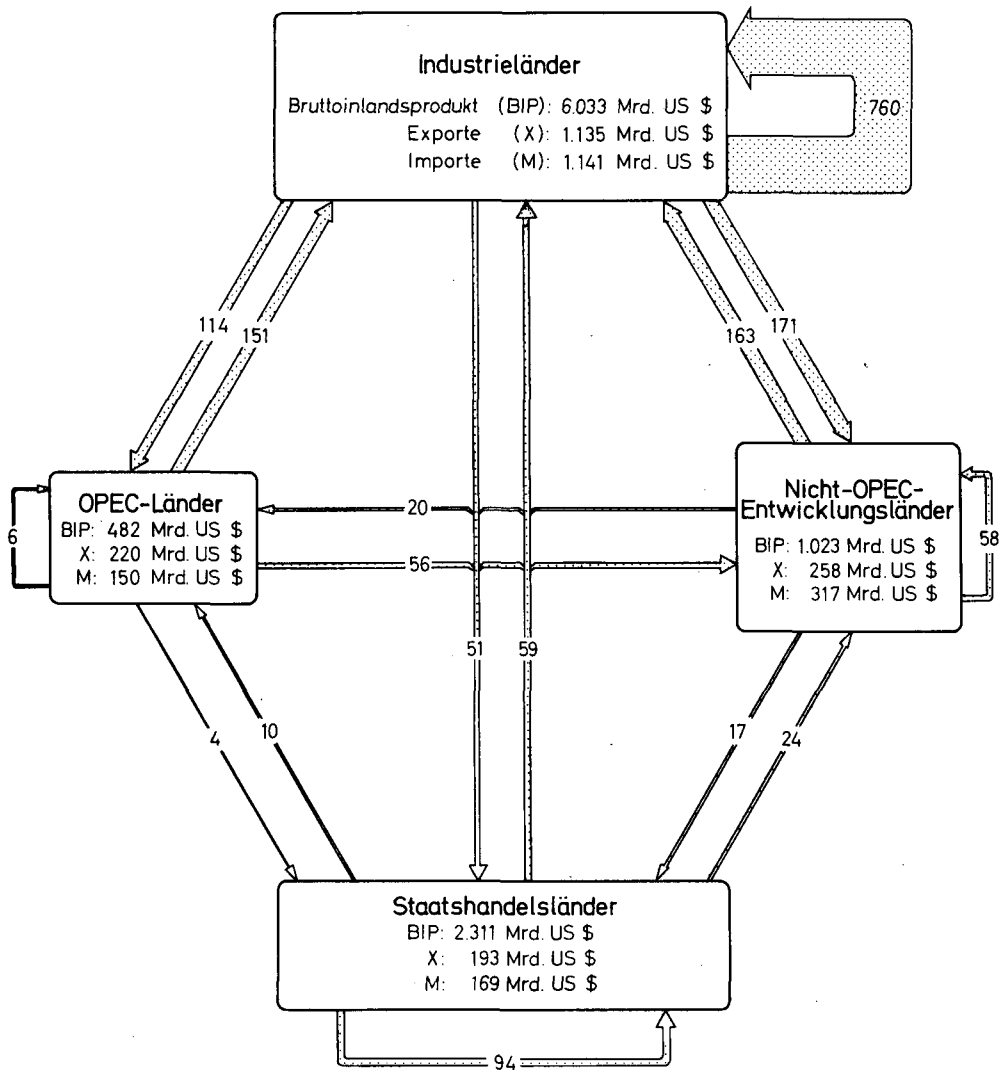 Industrieländer
Bruttoinlandsprodukt (BIP): 6.033 Mrd. US $
Exporte (X): 1.135 Mrd. US $
Importe (M): 1.141 Mrd. US $
760
114
151
163
171
OPEC-Länder
BIP: 482 Mrd. US $
X: 220 Mrd. US $
M: 150 Mrd. US $
6
20
56
Nicht-OPEC-
Entwicklungsländer
BIP: 1.023 Mrd. US $
X: 258 Mrd. US $
M: 317 Mrd. US $
58
51
59
4
10
17
24
Staatshandelsländer
BIP: 2.311 Mrd. US $
X: 193 Mrd. US $
M: 169 Mrd. US $
94